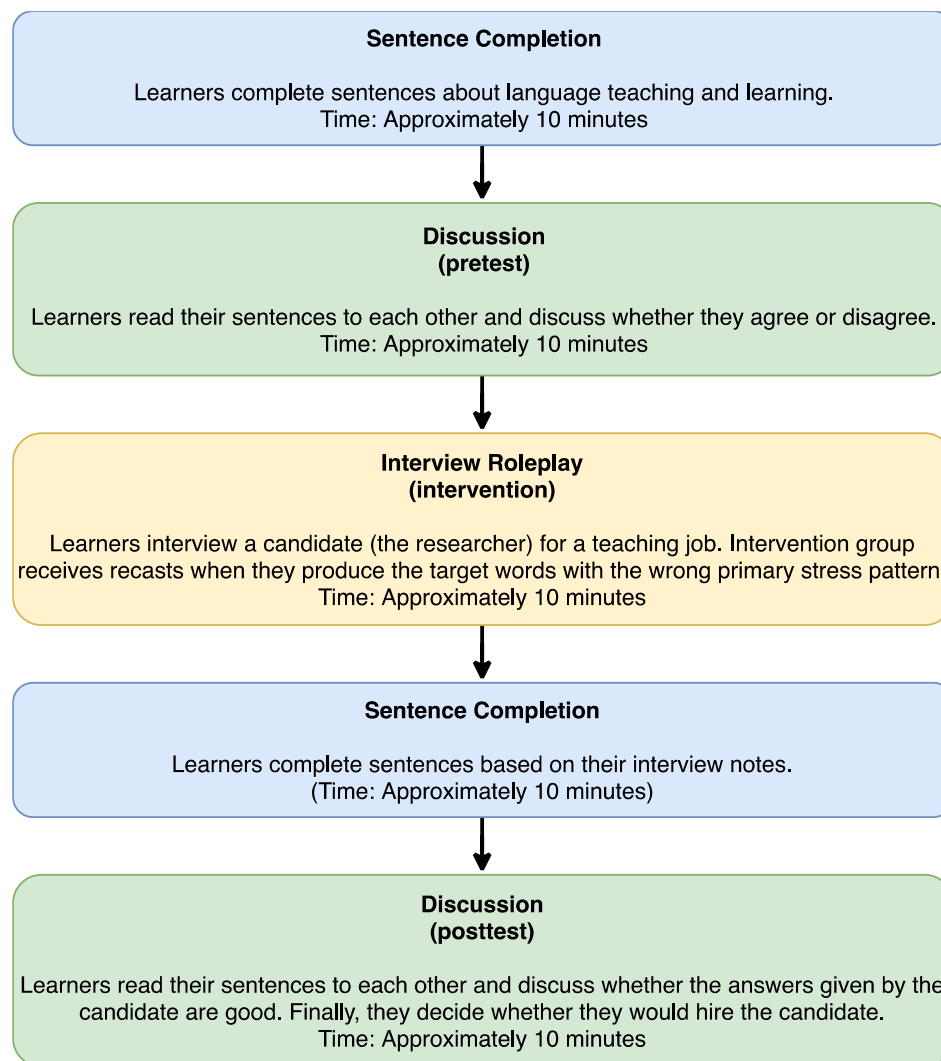 Sentence Completion
Learners complete sentences about language teaching and learning.
Time: Approximately 10 minutes
Discussion
(pretest)
Learners read their sentences to each other and discuss whether they agree or disagree.
Time: Approximately 10 minutes
Interview Roleplay
(intervention)
Learners interview a candidate (the researcher) for a teaching job. Intervention group
receives recasts when they produce the target words with the wrong primary stress pattern
Time: Approximately 10 minutes
Sentence Completion
Learners complete sentences based on their interview notes.
(Time: Approximately 10 minutes)
Discussion
(posttest)
Learners read their sentences to each other and discuss whether the answers given by the
candidate are good. Finally, they decide whether they would hire the candidate.
Time: Approximately 10 minutes